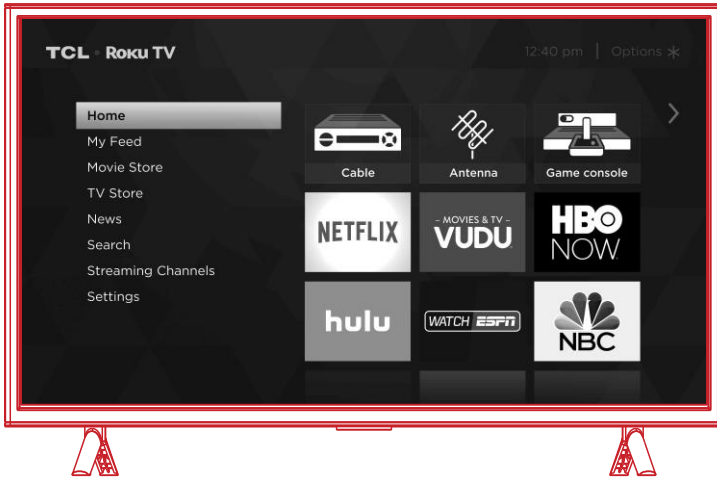 TCL Roku TV
12:40 pm | Options
Home
My Feed
Movie Store
TV Store
News
Search
Streaming Channels
Settings
Cable
Antenna
Game console
NETFLIX
- MOVIES & TV -
VUDU
HBO
NOW
hulu
WATCH ESPN
NBC